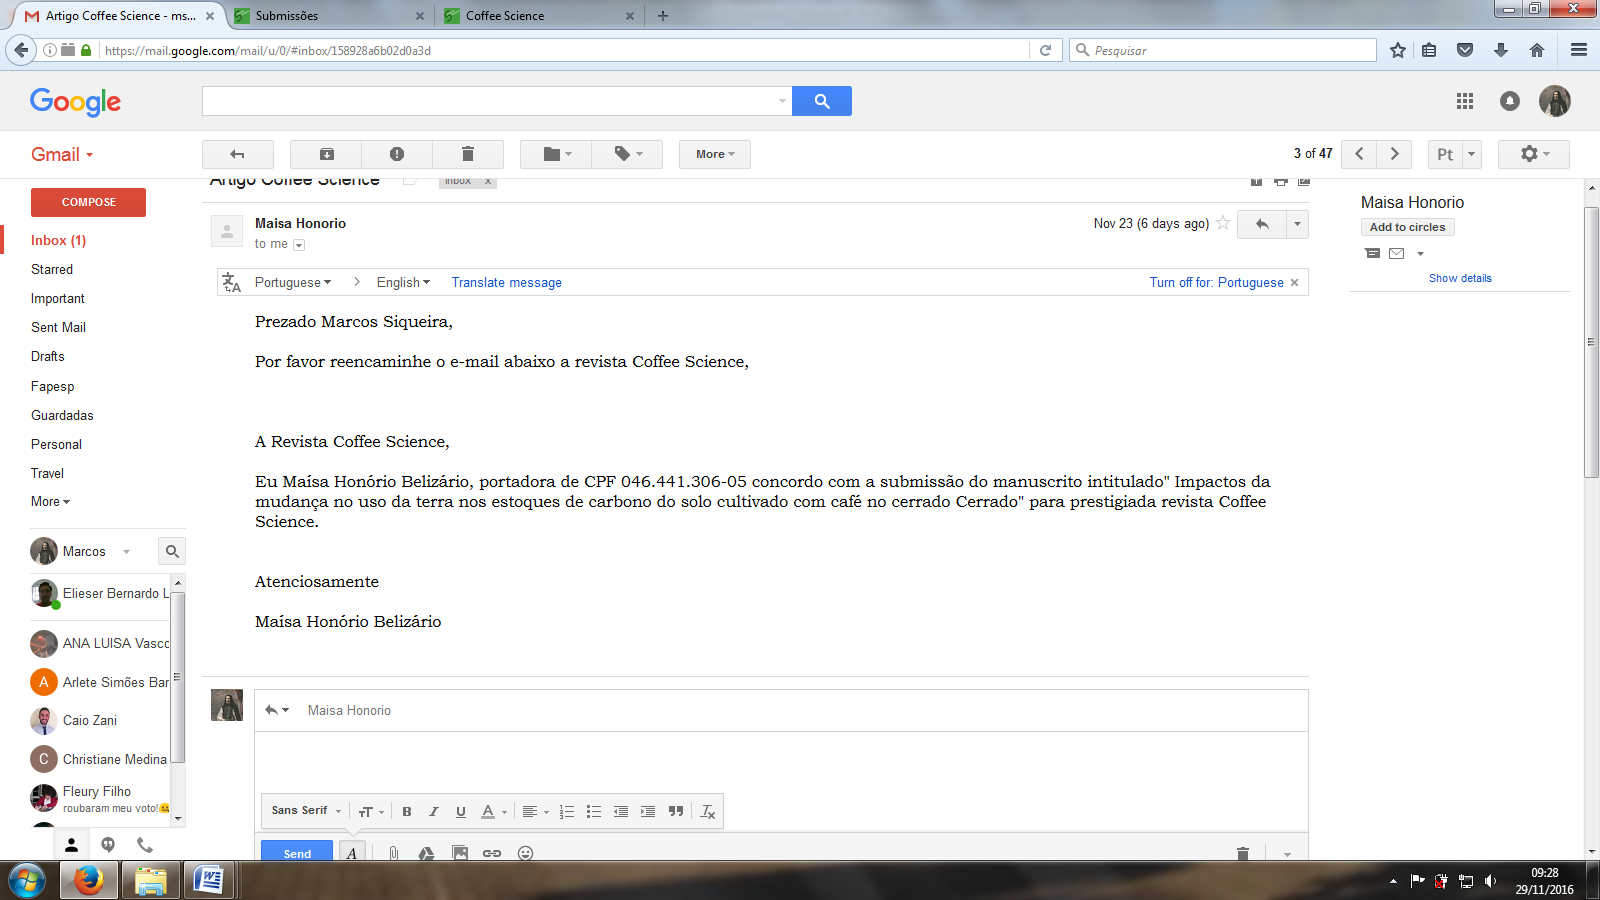 Artigo Coffee Science - ms...
Submissões
Coffee Science
https://mail.google.com/mail/u/0/#inbox/158928a6b02d0a3d
Pesquisar
Google
Gmail
More
3 of 47
Pt
COMPOSE
Inbox (1)
Starred
Important
Sent Mail
Drafts
Fapesp
Guardadas
Personal
Travel
More
Marcos
Elieser Bernardo L
ANA LUISA Vasco
A
Arlete Simões Bar
Caio Zani
C
Christiane Medina
Fleury Filho
roubaram meu voto!
Artigo Coffee Science
Inbox x
Maisa Honorio
Nov 23 (6 days ago)
to me
Portuguese > English Translate message
Turn off for: Portuguese
Prezado Marcos Siqueira,
Por favor reencaminhe o e-mail abaixo a revista Coffee Science,
A Revista Coffee Science,
Eu Maísa Honório Belizário, portadora de CPF 046.441.306-05 concordo com a submissão do manuscrito intitulado" Impactos da
mudança no uso da terra nos estoques de carbono do solo cultivado com café no cerrado Cerrado" para prestigiada revista Coffee
Science.
Atenciosamente
Maísa Honório Belizário
Maisa Honorio
Sans Serif
B I U A
Send
A
Maisa Honorio
Add to circles
Show details
09:28
29/11/2016